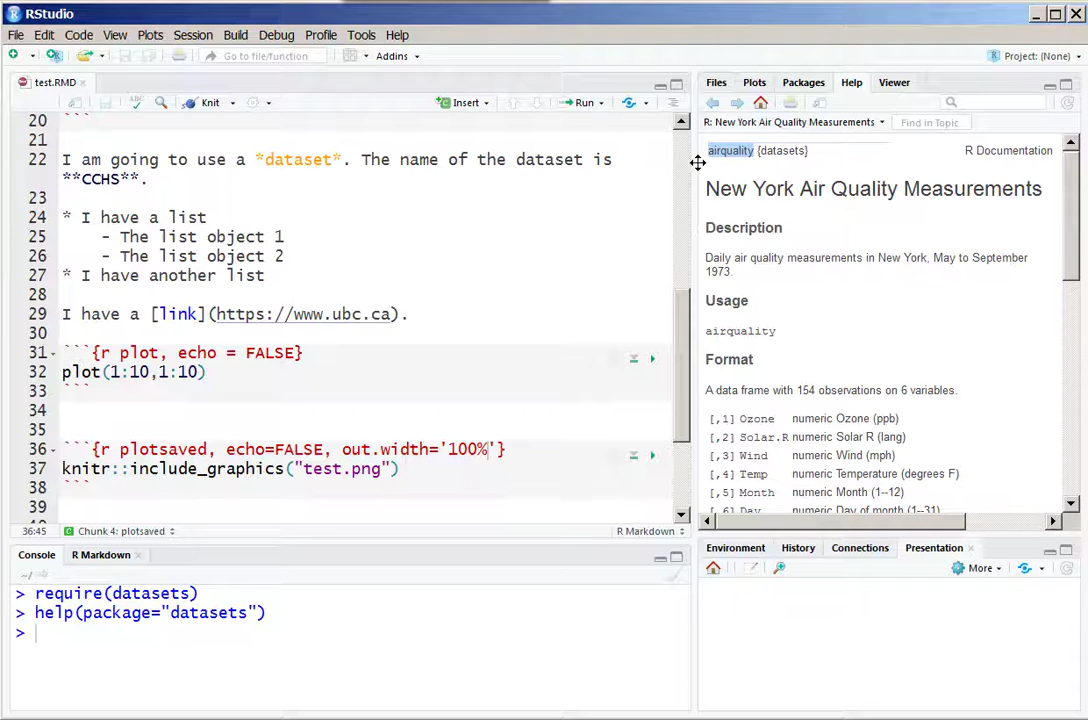 RStudio
File Edit Code View Plots Session Build Debug Profile Tools Help
Go to file/function Addins Project: (None)
test.RMD
ABC Knit Insert Run
20 ```
21
22 I am going to use a *dataset*. The name of the dataset is
**CCHS**.
23
24 * I have a list
25 - The list object 1
26 - The list object 2
27 * I have another list
28
29 I have a [link](https://www.ubc.ca).
30
31 ```{r plot, echo = FALSE}
32 plot(1:10,1:10)
33 ```
34
35
36 ```{r plotsaved, echo=FALSE, out.width='100%'}
37 knitr::include_graphics("test.png")
38 ```
39
36:45 Chunk 4: plotsaved R Markdown
Console R Markdown
~/
> require(datasets)
> help(package="datasets")
>
Files Plots Packages Help Viewer
R: New York Air Quality Measurements Find in Topic
airquality {datasets} R Documentation
New York Air Quality Measurements
Description
Daily air quality measurements in New York, May to September
1973.
Usage
airquality
Format
A data frame with 154 observations on 6 variables.
[,1] Ozone numeric Ozone (ppb)
[,2] Solar.R numeric Solar R (lang)
[,3] Wind numeric Wind (mph)
[,4] Temp numeric Temperature (degrees F)
[,5] Month numeric Month (1--12)
[,6] Day numeric Day of month (1--31)
Environment History Connections Presentation
More